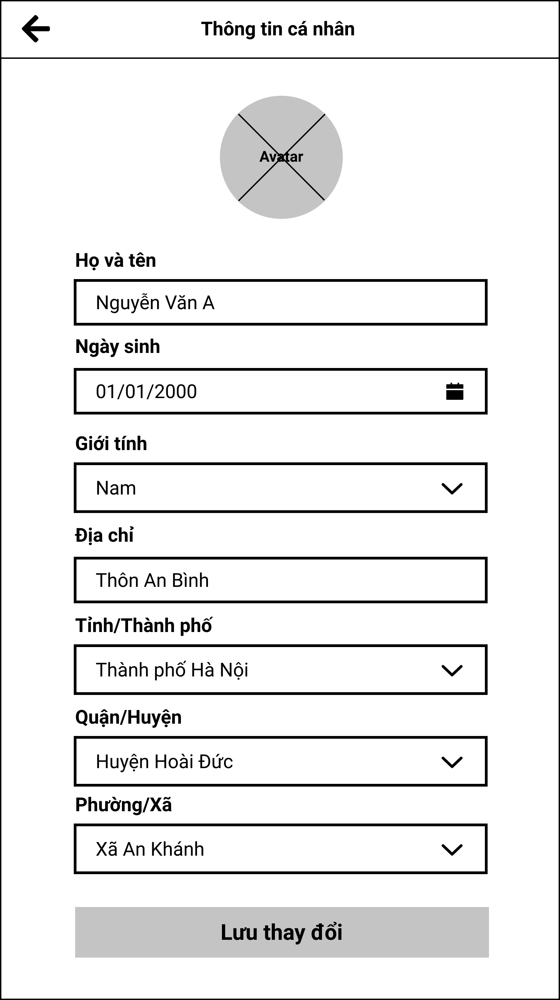 Thông tin cá nhân
Avatar
Họ và tên
Nguyễn Văn A
Ngày sinh
01/01/2000
Giới tính
Nam
Địa chỉ
Thôn An Bình
Tỉnh/Thành phố
Thành phố Hà Nội
Quận/Huyện
Huyện Hoài Đức
Phường/Xã
Xã An Khánh
Lưu thay đổi